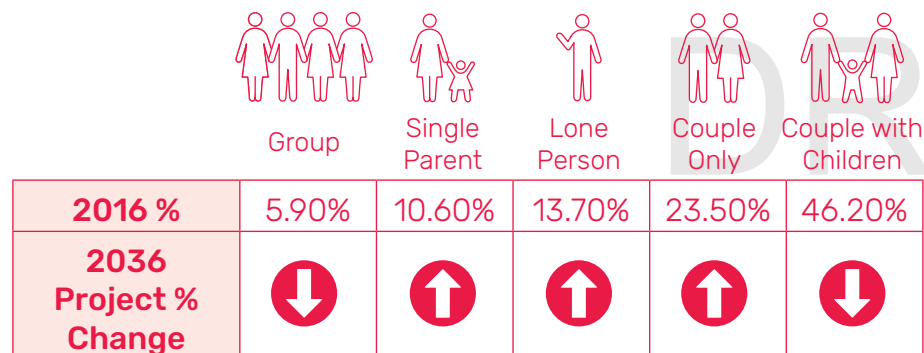 Group
Single
Parent
Lone
Person
Couple
Only
Couple with
Children
2016 % 5.90% 10.60% 13.70% 23.50% 46.20%
2036
Project %
Change
DR